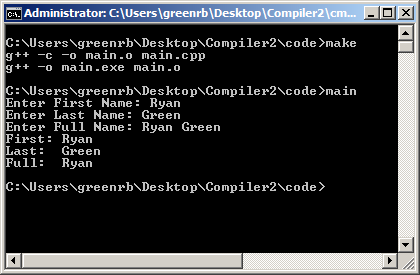 Administrator: C:\Users\greenrb\Desktop\Compiler2\cm...
C:\Users\greenrb\Desktop\Compiler2\code>make
g++ -c -o main.o main.cpp
g++ -o main.exe main.o
C:\Users\greenrb\Desktop\Compiler2\code>main
Enter First Name: Ryan
Enter Last Name: Green
Enter Full Name: Ryan Green
First: Ryan
Last:  Green
Full:  Ryan
C:\Users\greenrb\Desktop\Compiler2\code>